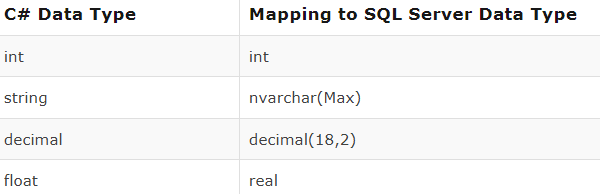 C# Data Type Mapping to SQL Server Data Type
int int
string nvarchar(Max)
decimal decimal(18,2)
float real